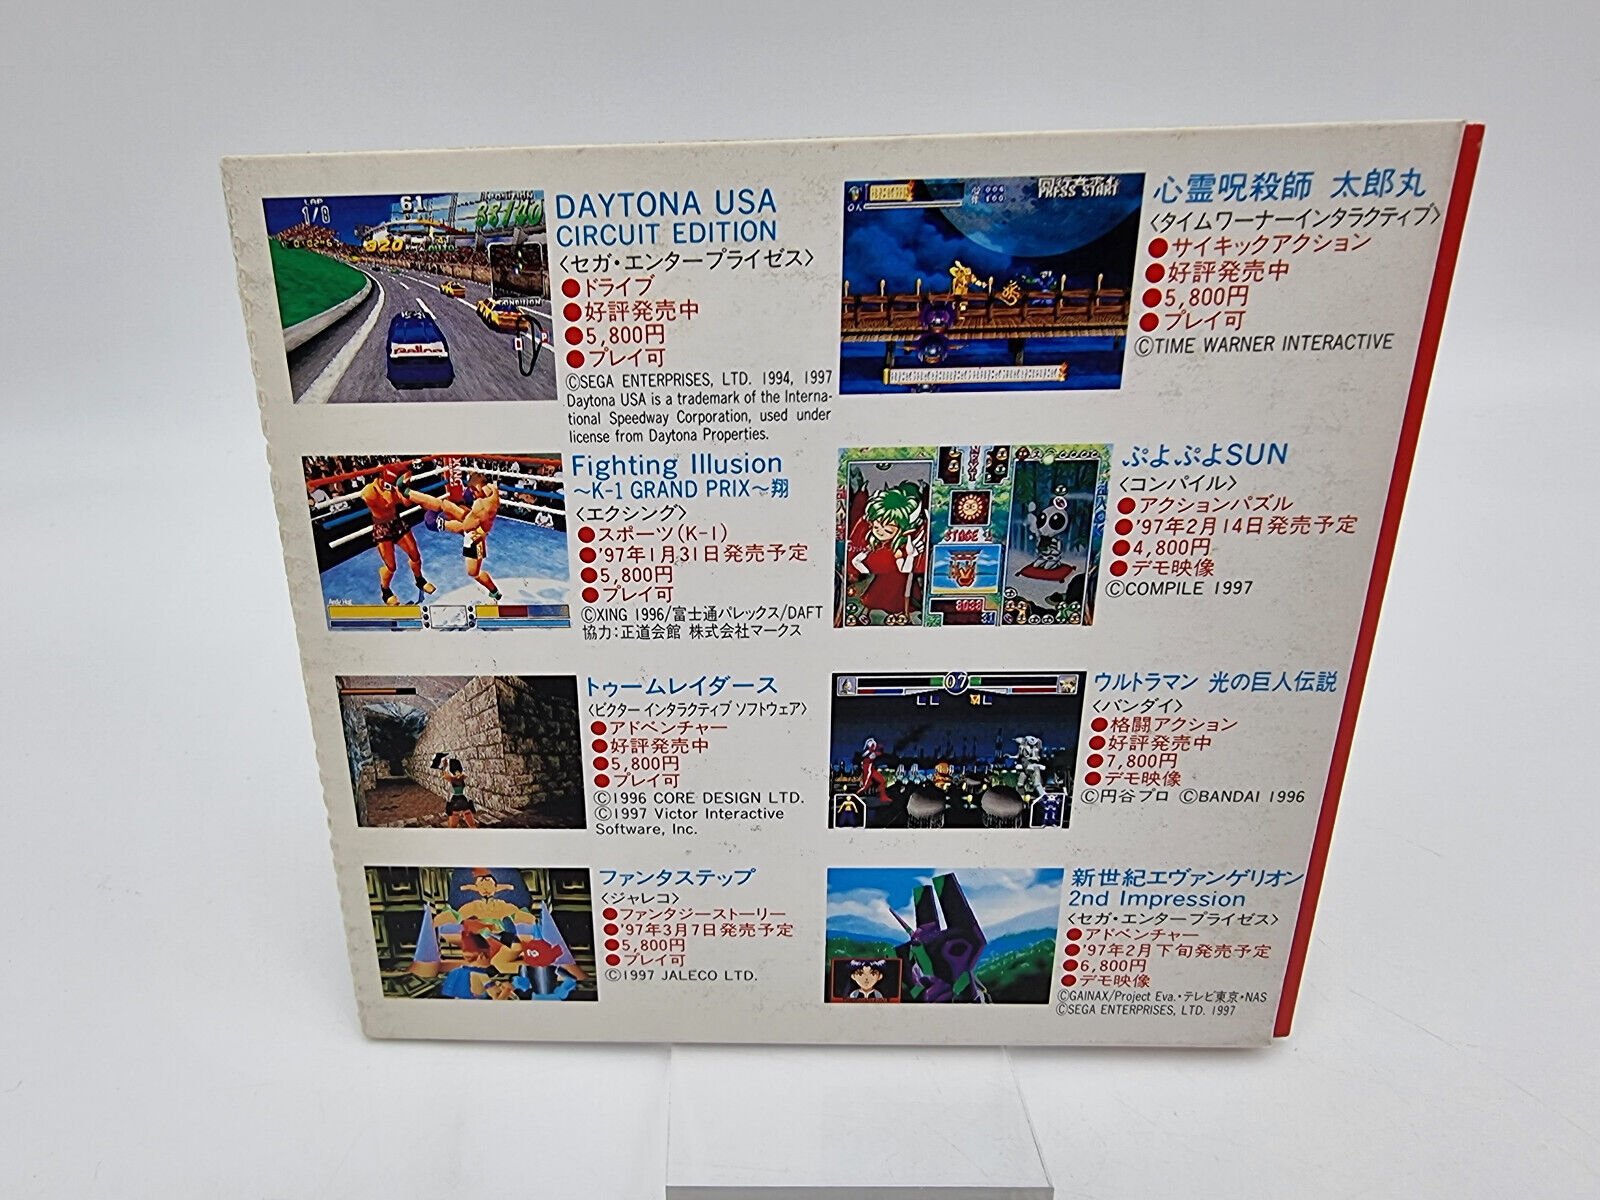 DAYTONA USA
CIRCUIT EDITION
〈セガ・エンタープライゼス〉
●ドライブ
●好評発売中
●5,800円
●プレイ可
©SEGA ENTERPRISES, LTD. 1994, 1997
Daytona USA is a trademark of the Interna-
tional Speedway Corporation, used under
license from Daytona Properties.
LAP
1/8
61
320
心霊呪殺師 太郎丸
〈タイムワーナーインタラクティブ〉
●サイキックアクション
●好評発売中
●5,800円
●プレイ可
©TIME WARNER INTERACTIVE
PRESS START
Fighting Illusion
～K-1 GRAND PRIX～翔
〈エクシング〉
●スポーツ(K-1)
●'97年1月31日発売予定
●5,800円
●プレイ可
©XING 1996/富士通パレックス/DAFT
協力：正道会館 株式会社マークス
Andy Hug
ぷよぷよSUN
〈コンパイル〉
●アクションパズル
●'97年2月14日発売予定
●4,800円
●デモ映像
©COMPILE 1997
STAGE 1
トゥームレイダース
〈ビクター インタラクティブ ソフトウェア〉
●アドベンチャー
●好評発売中
●5,800円
●プレイ可
©1996 CORE DESIGN LTD.
©1997 Victor Interactive
Software, Inc.
ウルトラマン 光の巨人伝説
〈バンダイ〉
●格闘アクション
●好評発売中
●7,800円
●デモ映像
©円谷プロ ©BANDAI 1996
07
ファンタステップ
〈ジャレコ〉
●ファンタジーストーリー
●'97年3月7日発売予定
●5,800円
●プレイ可
©1997 JALECO LTD.
新世紀エヴァンゲリオン
2nd Impression
〈セガ・エンタープライゼス〉
●アドベンチャー
●'97年2月下旬発売予定
●6,800円
●デモ映像
©GAINAX/Project Eva.・テレビ東京・NAS
©SEGA ENTERPRISES, LTD. 1997